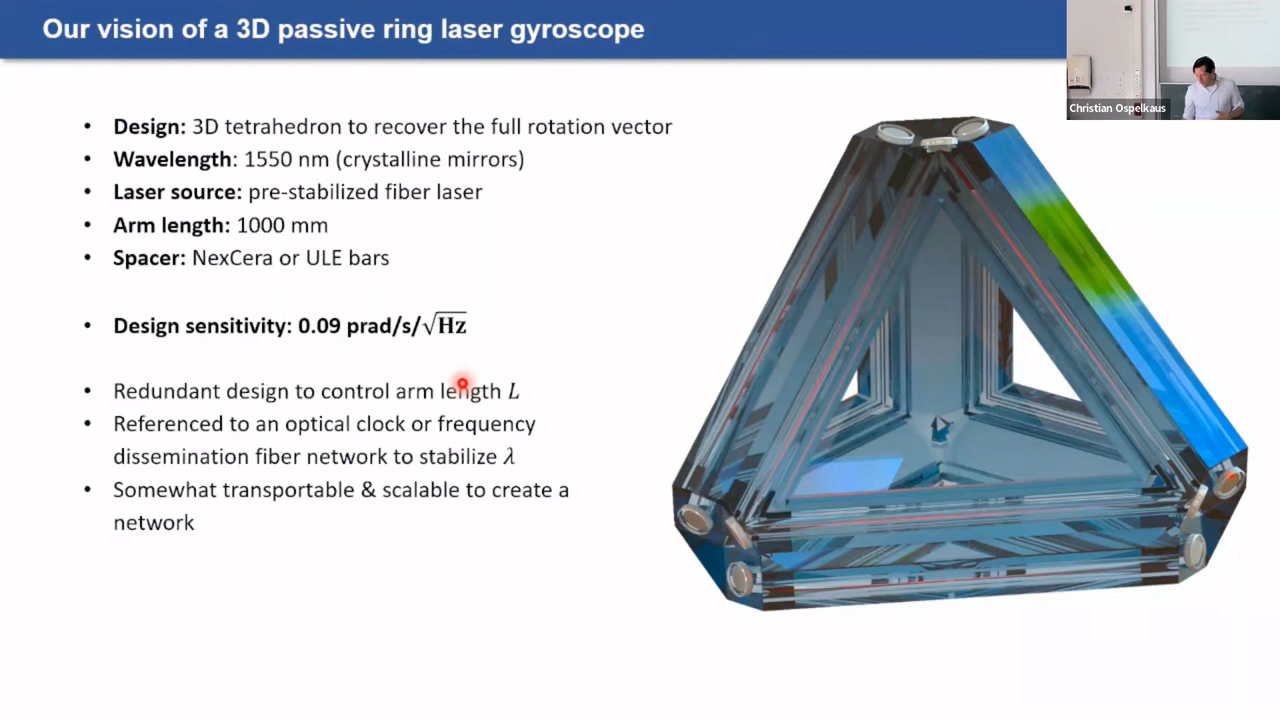 Our vision of a 3D passive ring laser gyroscope
Christian Ospelkaus
• Design: 3D tetrahedron to recover the full rotation vector
• Wavelength: 1550 nm (crystalline mirrors)
• Laser source: pre-stabilized fiber laser
• Arm length: 1000 mm
• Spacer: NexCera or ULE bars
• Design sensitivity: 0.09 prad/s/√Hz
• Redundant design to control arm length L
• Referenced to an optical clock or frequency
dissemination fiber network to stabilize λ
• Somewhat transportable & scalable to create a
network